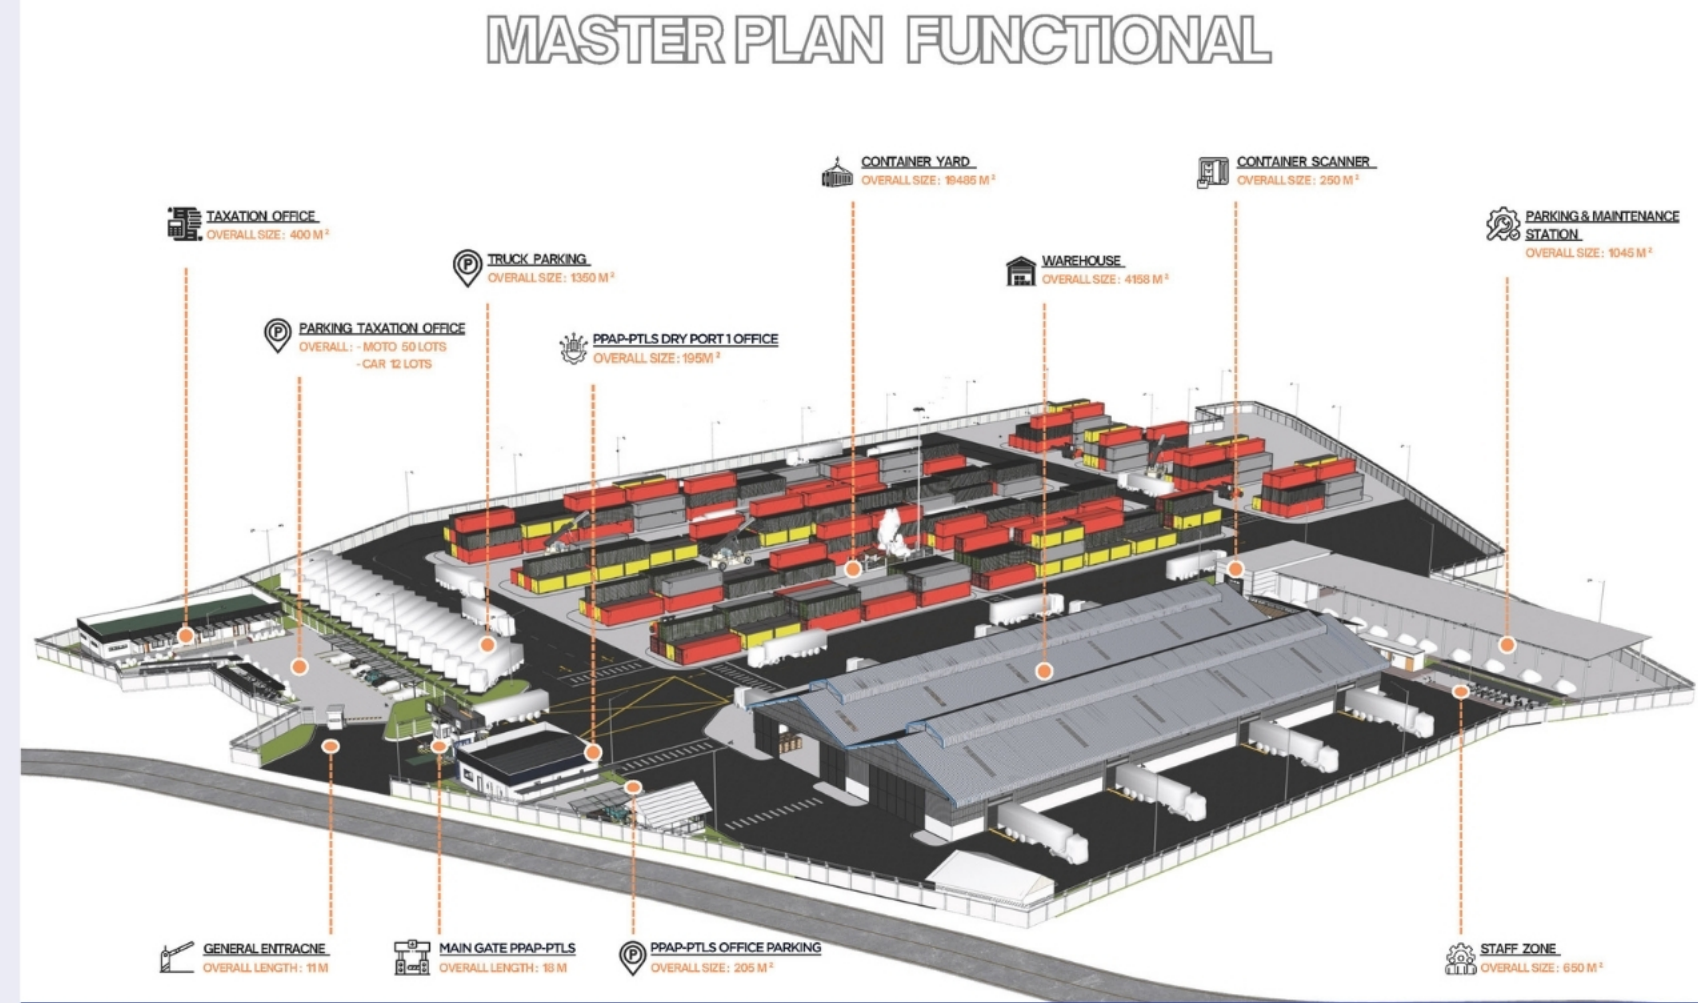 MASTER PLAN FUNCTIONAL
CONTAINER YARD
OVERALL SIZE : 19485 M²
CONTAINER SCANNER
OVERALL SIZE : 250 M²
TAXATION OFFICE
OVERALL SIZE : 400 M²
PARKING & MAINTENANCE
STATION
OVERALL SIZE : 1045 M²
TRUCK PARKING
OVERALL SIZE : 1350 M²
WAREHOUSE
OVERALL SIZE : 4158 M²
PARKING TAXATION OFFICE
OVERALL : - MOTO 50 LOTS
- CAR 12 LOTS
PPAP-PTLS DRY PORT 1 OFFICE
OVERALL SIZE : 195M²
GENERAL ENTRACNE
OVERALL LENGTH : 11 M
MAIN GATE PPAP-PTLS
OVERALL LENGTH : 18 M
PPAP-PTLS OFFICE PARKING
OVERALL SIZE : 205 M²
STAFF ZONE
OVERALL SIZE : 650 M²